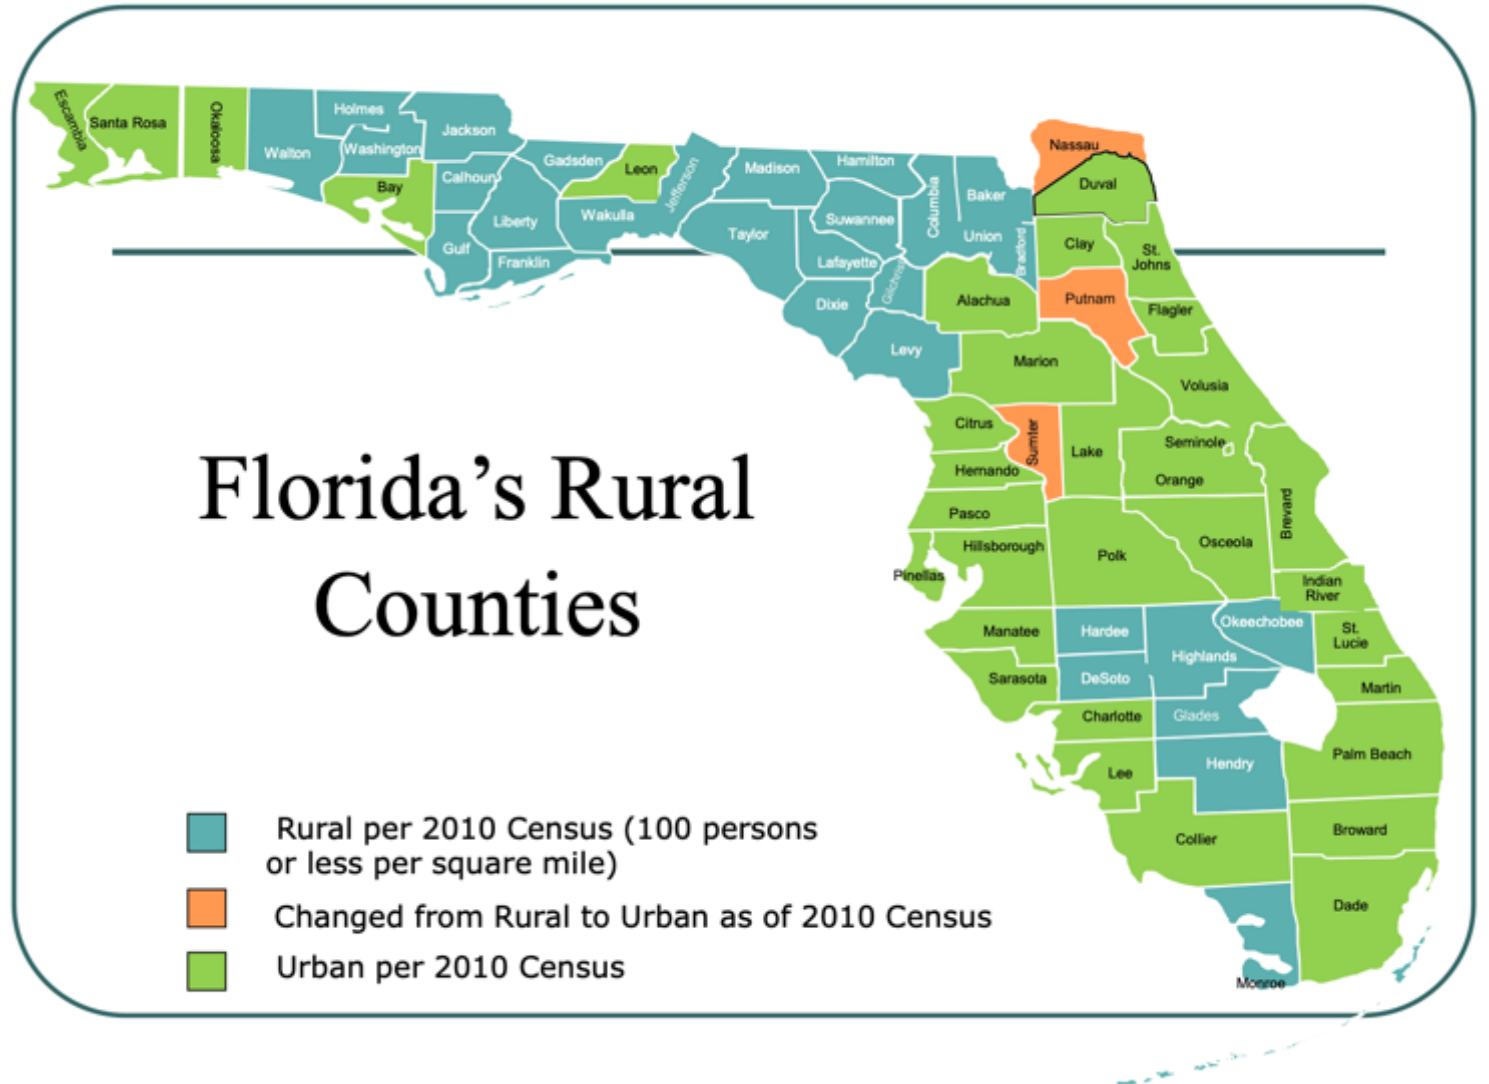 Escambia
Santa Rosa
Okaloosa
Walton
Holmes
Washington
Jackson
Bay
Calhoun
Gulf
Liberty
Franklin
Gadsden
Leon
Wakulla
Jefferson
Madison
Taylor
Hamilton
Suwannee
Lafayette
Dixie
Gilchrist
Levy
Columbia
Baker
Union
Bradford
Nassau
Duval
Clay
St.
Johns
Alachua
Putnam
Flagler
Marion
Volusia
Citrus
Sumter
Lake
Seminole
Orange
Hernando
Pasco
Brevard
Hillsborough
Pinellas
Polk
Osceola
Indian
River
Manatee
Hardee
Highlands
Okeechobee
St.
Lucie
Sarasota
DeSoto
Martin
Charlotte
Glades
Lee
Hendry
Palm Beach
Collier
Broward
Dade
Monroe
Florida’s Rural
Counties
Rural per 2010 Census (100 persons
or less per square mile)
Changed from Rural to Urban as of 2010 Census
Urban per 2010 Census